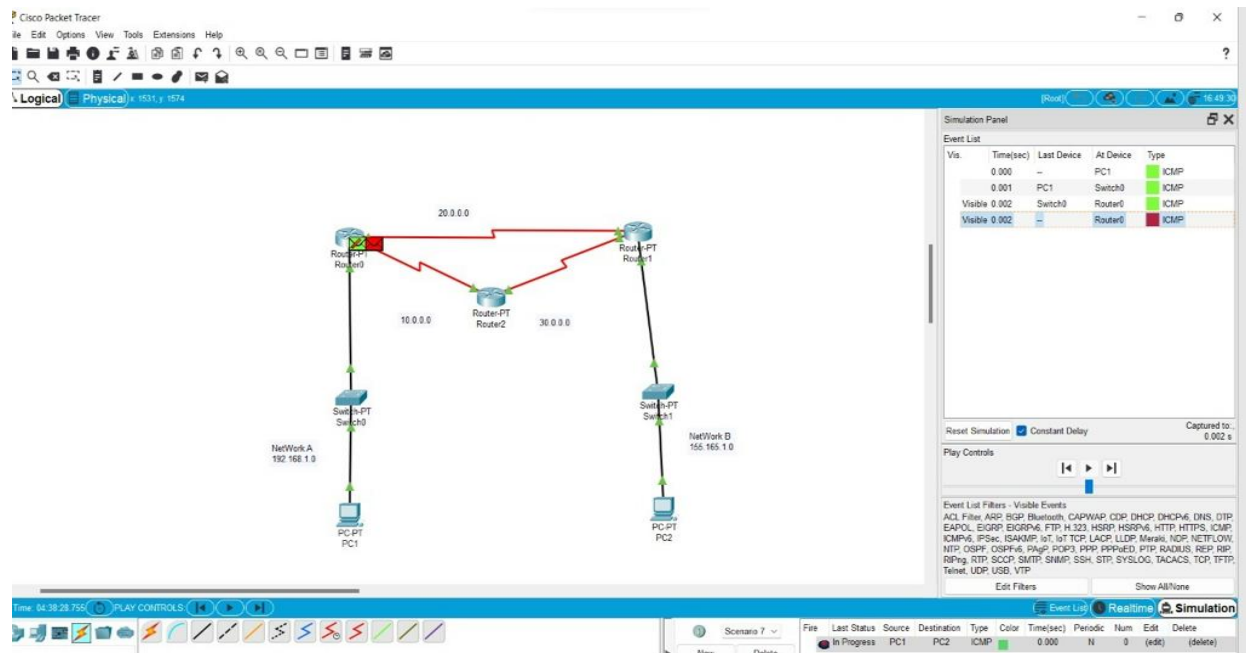 Cisco Packet Tracer
File Edit Options View Tools Extensions Help
?
Logical Physical x: 1531, y: 1574
[Root] 16:49:30
Simulation Panel
Event List
Vis. Time(sec) Last Device At Device Type
0.000 -- PC1 ICMP
0.001 PC1 Switch0 ICMP
Visible 0.002 Switch0 Router0 ICMP
Visible 0.002 -- Router0 ICMP
20.0.0.0
Router-PT
Router0
Router-PT
Router1
Router-PT
Router2
10.0.0.0
30.0.0.0
Switch-PT
Switch0
Switch-PT
Switch1
NetWork A
192.168.1.0
NetWork B
155.165.1.0
PC-PT
PC1
PC-PT
PC2
Reset Simulation Constant Delay
Captured to:
0.002 s
Play Controls
Event List Filters - Visible Events
ACL Filter, ARP, BGP, Bluetooth, CAPWAP, CDP, DHCP, DHCPv6, DNS, DTP,
EAPOL, EIGRP, EIGRPv6, FTP, H.323, HSRP, HSRPv6, HTTP, HTTPS, ICMP,
ICMPv6, IPSec, ISAKMP, IoT, IoT TCP, LACP, LLDP, Meraki, NDP, NETFLOW,
NTP, OSPF, OSPFv6, PAgP, POP3, PPP, PPPoED, PTP, RADIUS, REP, RIP,
RIPng, RTP, SCCP, SMTP, SNMP, SSH, STP, SYSLOG, TACACS, TCP, TFTP,
Telnet, UDP, USB, VTP
Edit Filters Show All/None
Time: 04:38:28.755 PLAY CONTROLS:
Event List Realtime Simulation
Scenario 7
New Delete
Fire Last Status Source Destination Type Color Time(sec) Periodic Num Edit Delete
In Progress PC1 PC2 ICMP 0.000 N 0 (edit) (delete)